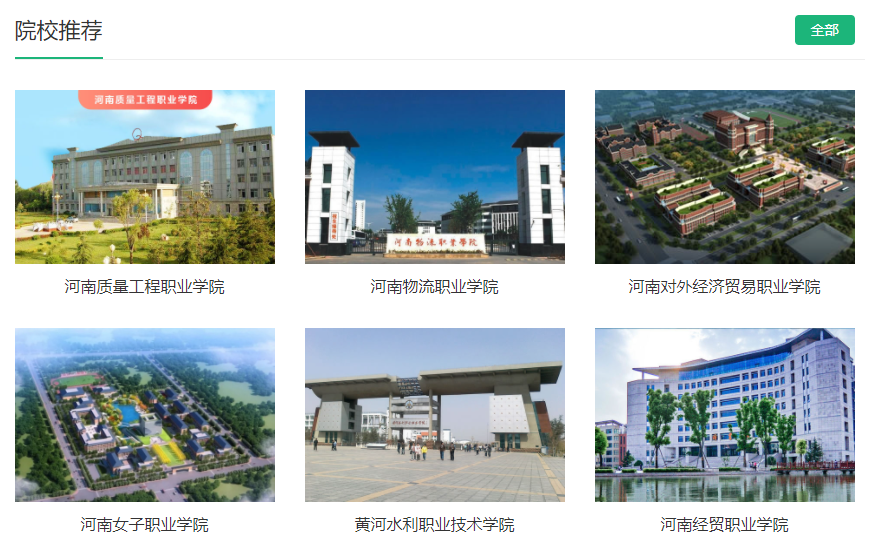 院校推荐
全部
河南质量工程职业学院
河南物流职业学院
河南质量工程职业学院
河南物流职业学院
河南对外经济贸易职业学院
河南女子职业学院
黄河水利职业技术学院
河南经贸职业学院